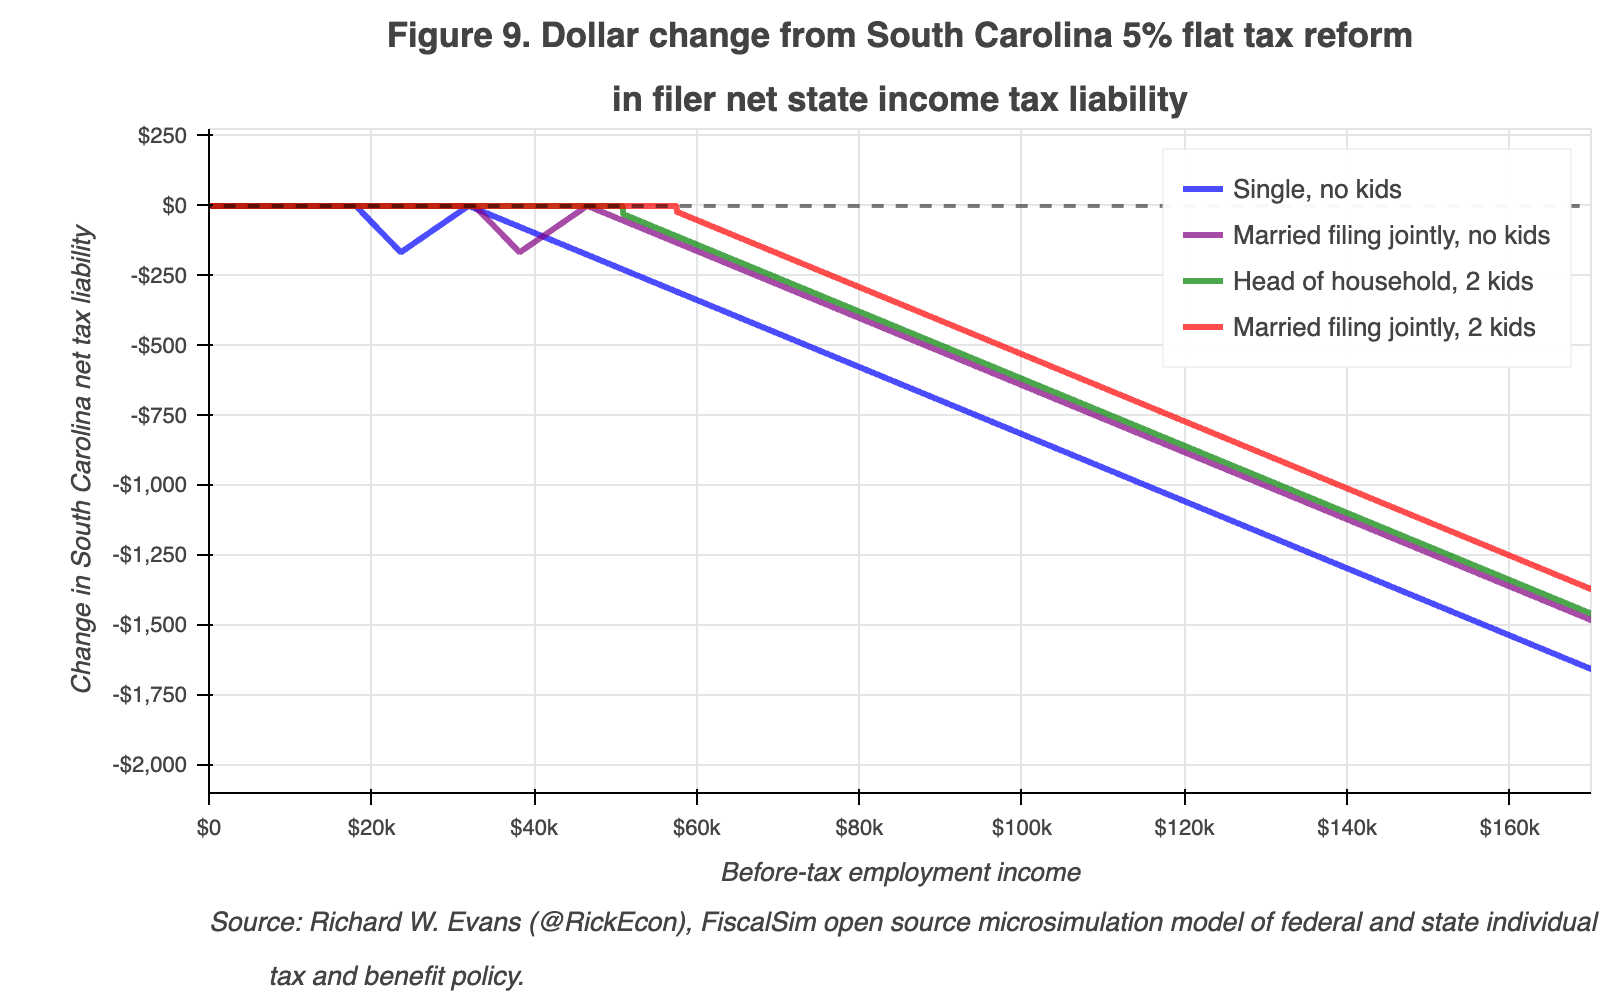 Figure 9. Dollar change from South Carolina 5% flat tax reform
in filer net state income tax liability
$250
$0
-$250
-$500
-$750
-$1,000
-$1,250
-$1,500
-$1,750
-$2,000
Change in South Carolina net tax liability
Single, no kids
Married filing jointly, no kids
Head of household, 2 kids
Married filing jointly, 2 kids
$0 $20k $40k $60k $80k $100k $120k $140k $160k
Before-tax employment income
Source: Richard W. Evans (@RickEcon), FiscalSim open source microsimulation model of federal and state individual
tax and benefit policy.